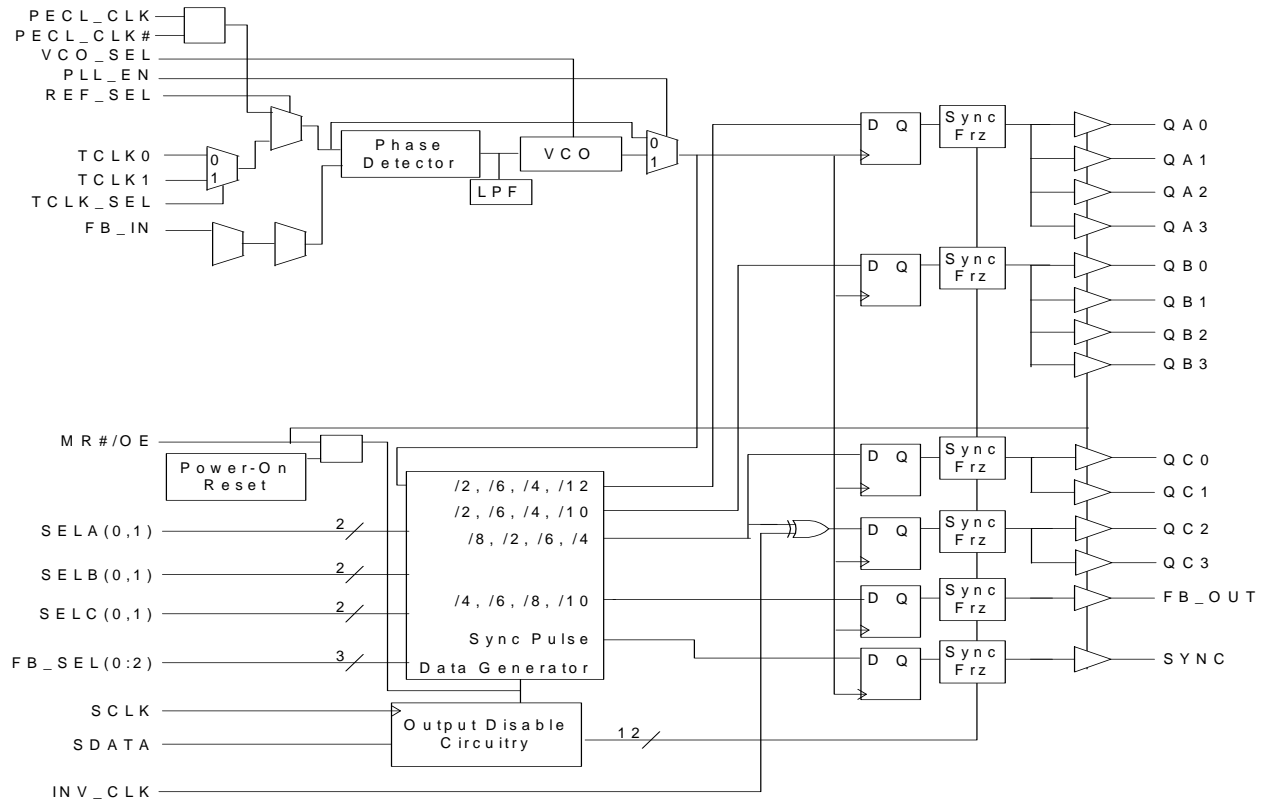 PECL_CLK
PECL_CLK#
VCO_SEL
PLL_EN
REF_SEL
TCLK0
TCLK1
TCLK_SEL
FB_IN
0
1
Phase
Detector
LPF
VCO
0
1
D Q
Sync
Frz
QA0
QA1
QA2
QA3
D Q
Sync
Frz
QB0
QB1
QB2
QB3
MR#/OE
Power-On
Reset
SELA(0,1)
2
SELB(0,1)
2
SELC(0,1)
2
FB_SEL(0:2)
3
/2, /6, /4, /12
/2, /6, /4, /10
/8, /2, /6, /4
/4, /6, /8, /10
Sync Pulse
Data Generator
D Q
Sync
Frz
QC0
QC1
D Q
Sync
Frz
QC2
QC3
D Q
Sync
Frz
FB_OUT
D Q
Sync
Frz
SYNC
SCLK
SDATA
Output Disable
Circuitry
12
INV_CLK